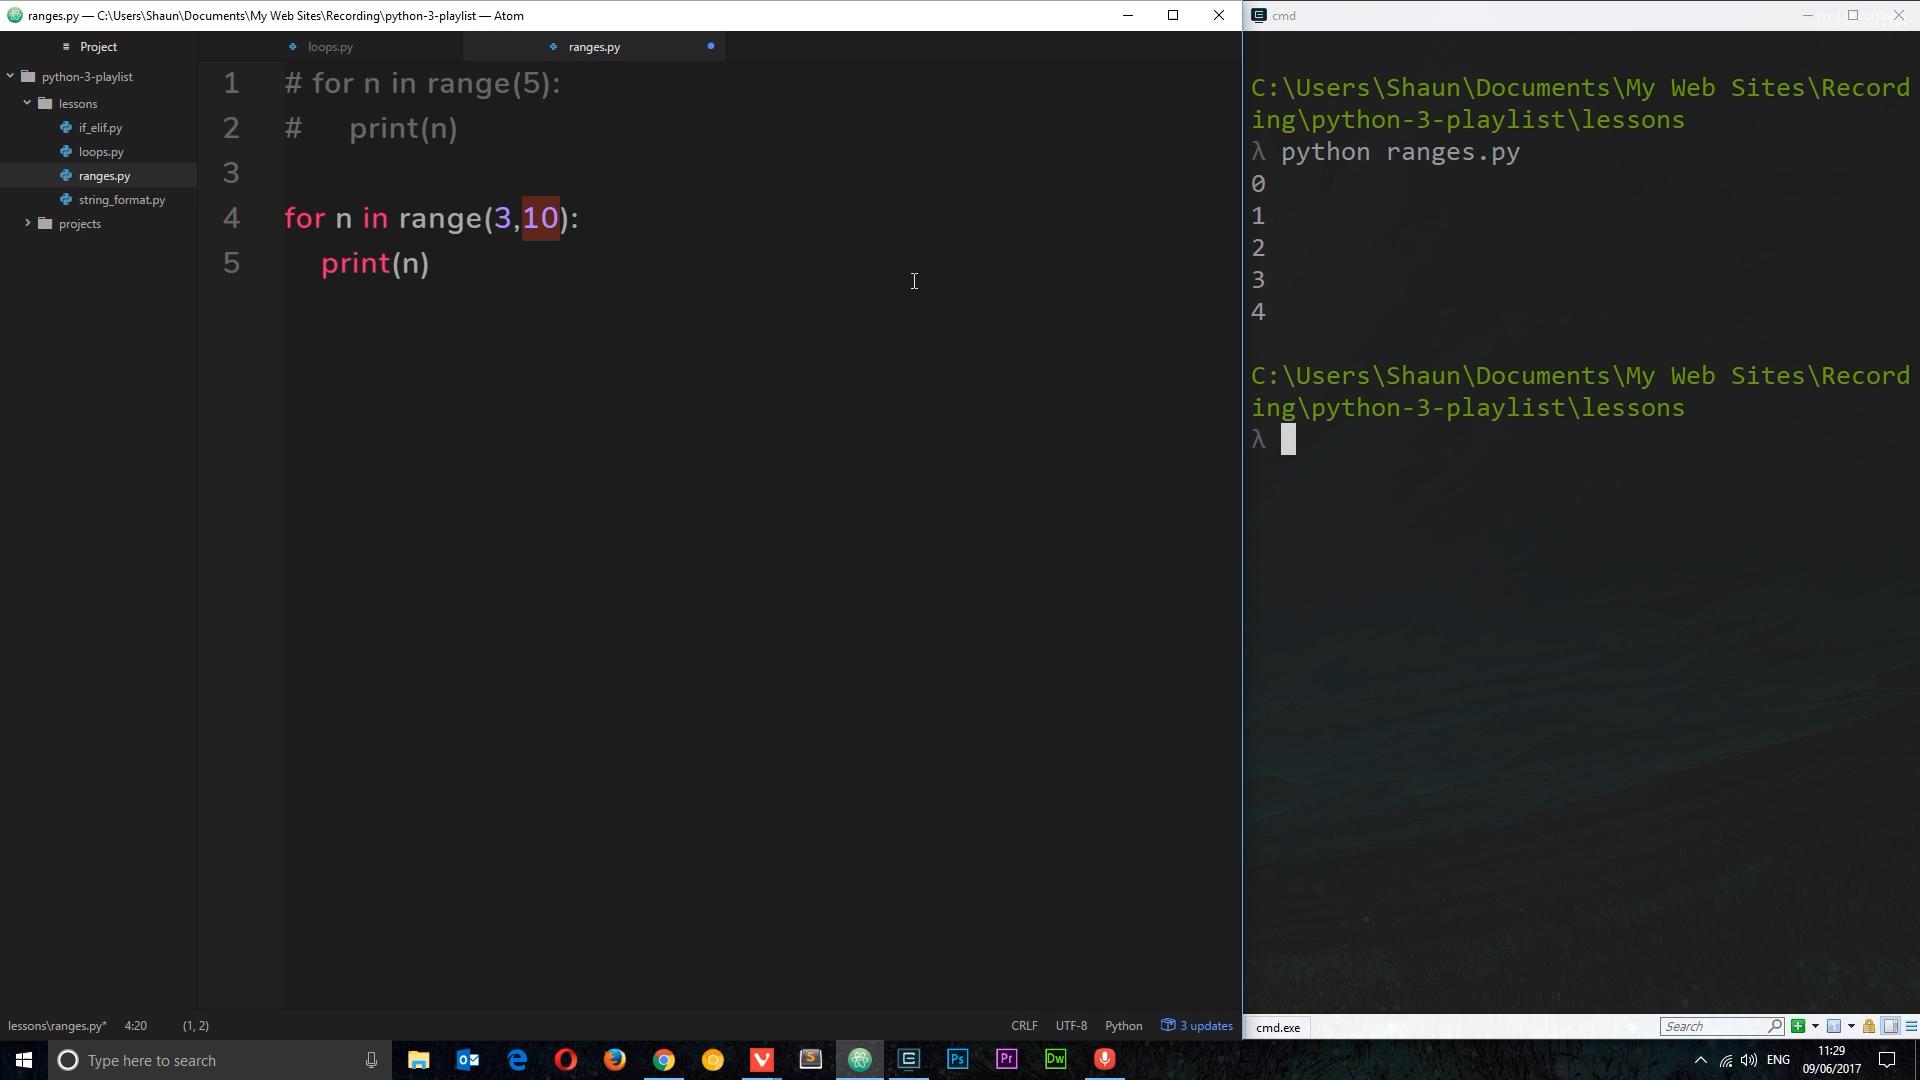 ranges.py — C:\Users\Shaun\Documents\My Web Sites\Recording\python-3-playlist — Atom
Project
python-3-playlist
lessons
if_elif.py
loops.py
ranges.py
string_format.py
projects
loops.py
ranges.py
1 # for n in range(5):
2 #     print(n)
3
4 for n in range(3,10):
5     print(n)
lessons\ranges.py* 4:20 (1, 2)
CRLF UTF-8 Python 3 updates
cmd
C:\Users\Shaun\Documents\My Web Sites\Record
ing\python-3-playlist\lessons
λ python ranges.py
0
1
2
3
4
C:\Users\Shaun\Documents\My Web Sites\Record
ing\python-3-playlist\lessons
λ
cmd.exe
Search
Type here to search
Ps
Pr
Dw
ENG
11:29
09/06/2017